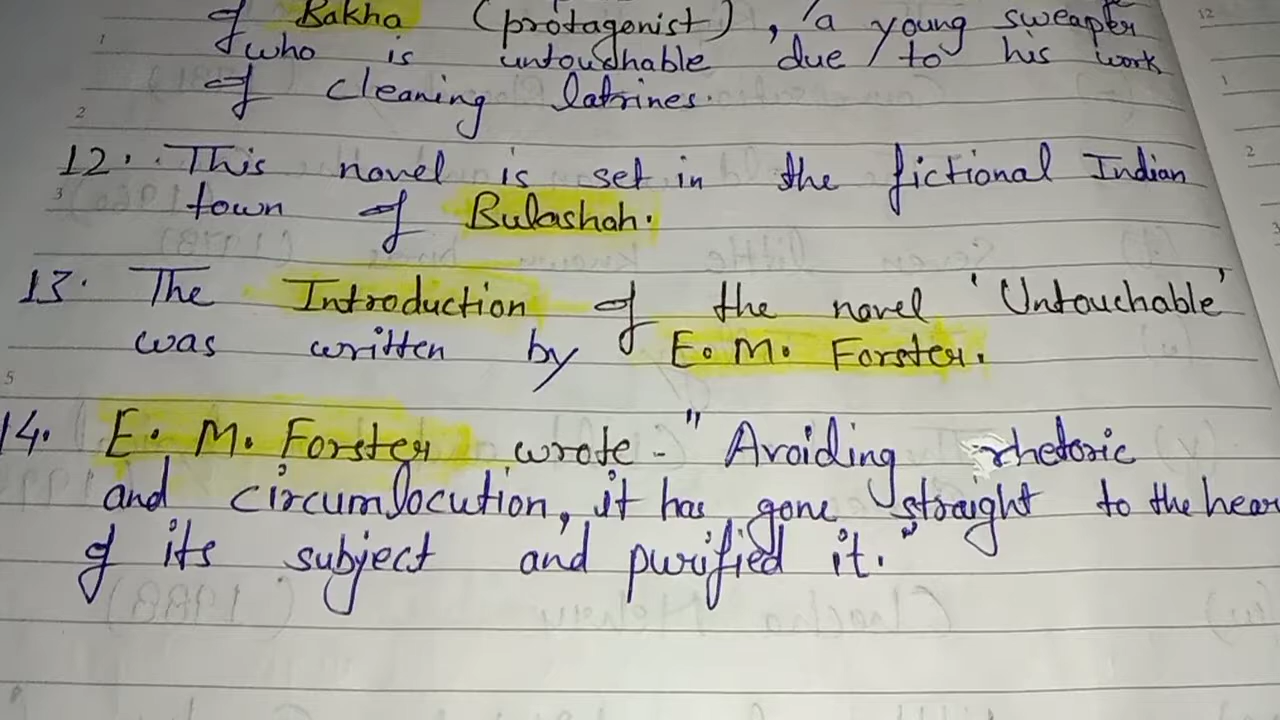 of Bakha (protagonist), a young sweeper
who is untouchable due to his work
of cleaning latrines.
12. This novel is set in the fictional Indian
town of Bulashah.
13. The Introduction of the novel 'Untouchable'
was written by E. M. Forster.
14. E. M. Forster wrote - "Avoiding rhetoric
and circumlocution, it has gone straight to the hear
of its subject and purified it."